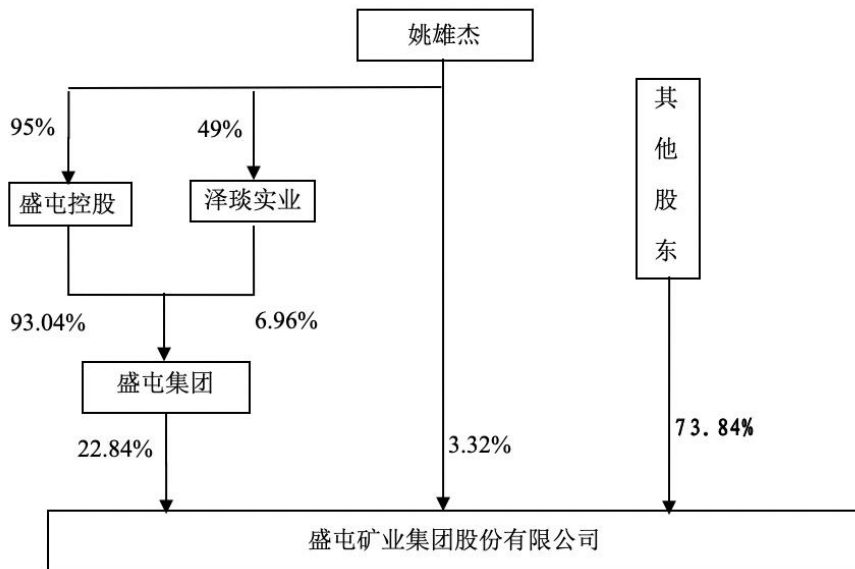 姚雄杰
其他股东
95%
49%
盛屯控股
泽琰实业
93.04%
6.96%
盛屯集团
22.84%
3.32%
73.84%
盛屯矿业集团股份有限公司